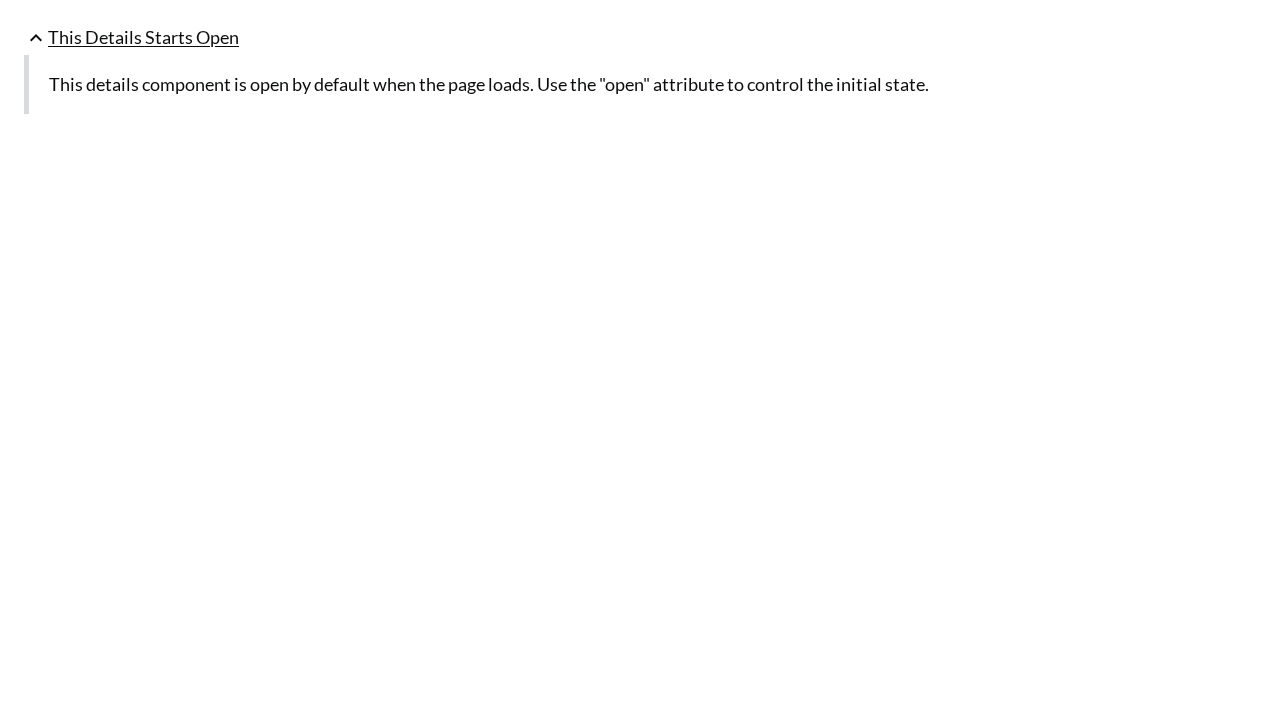 This Details Starts Open
This details component is open by default when the page loads. Use the "open" attribute to control the initial state.